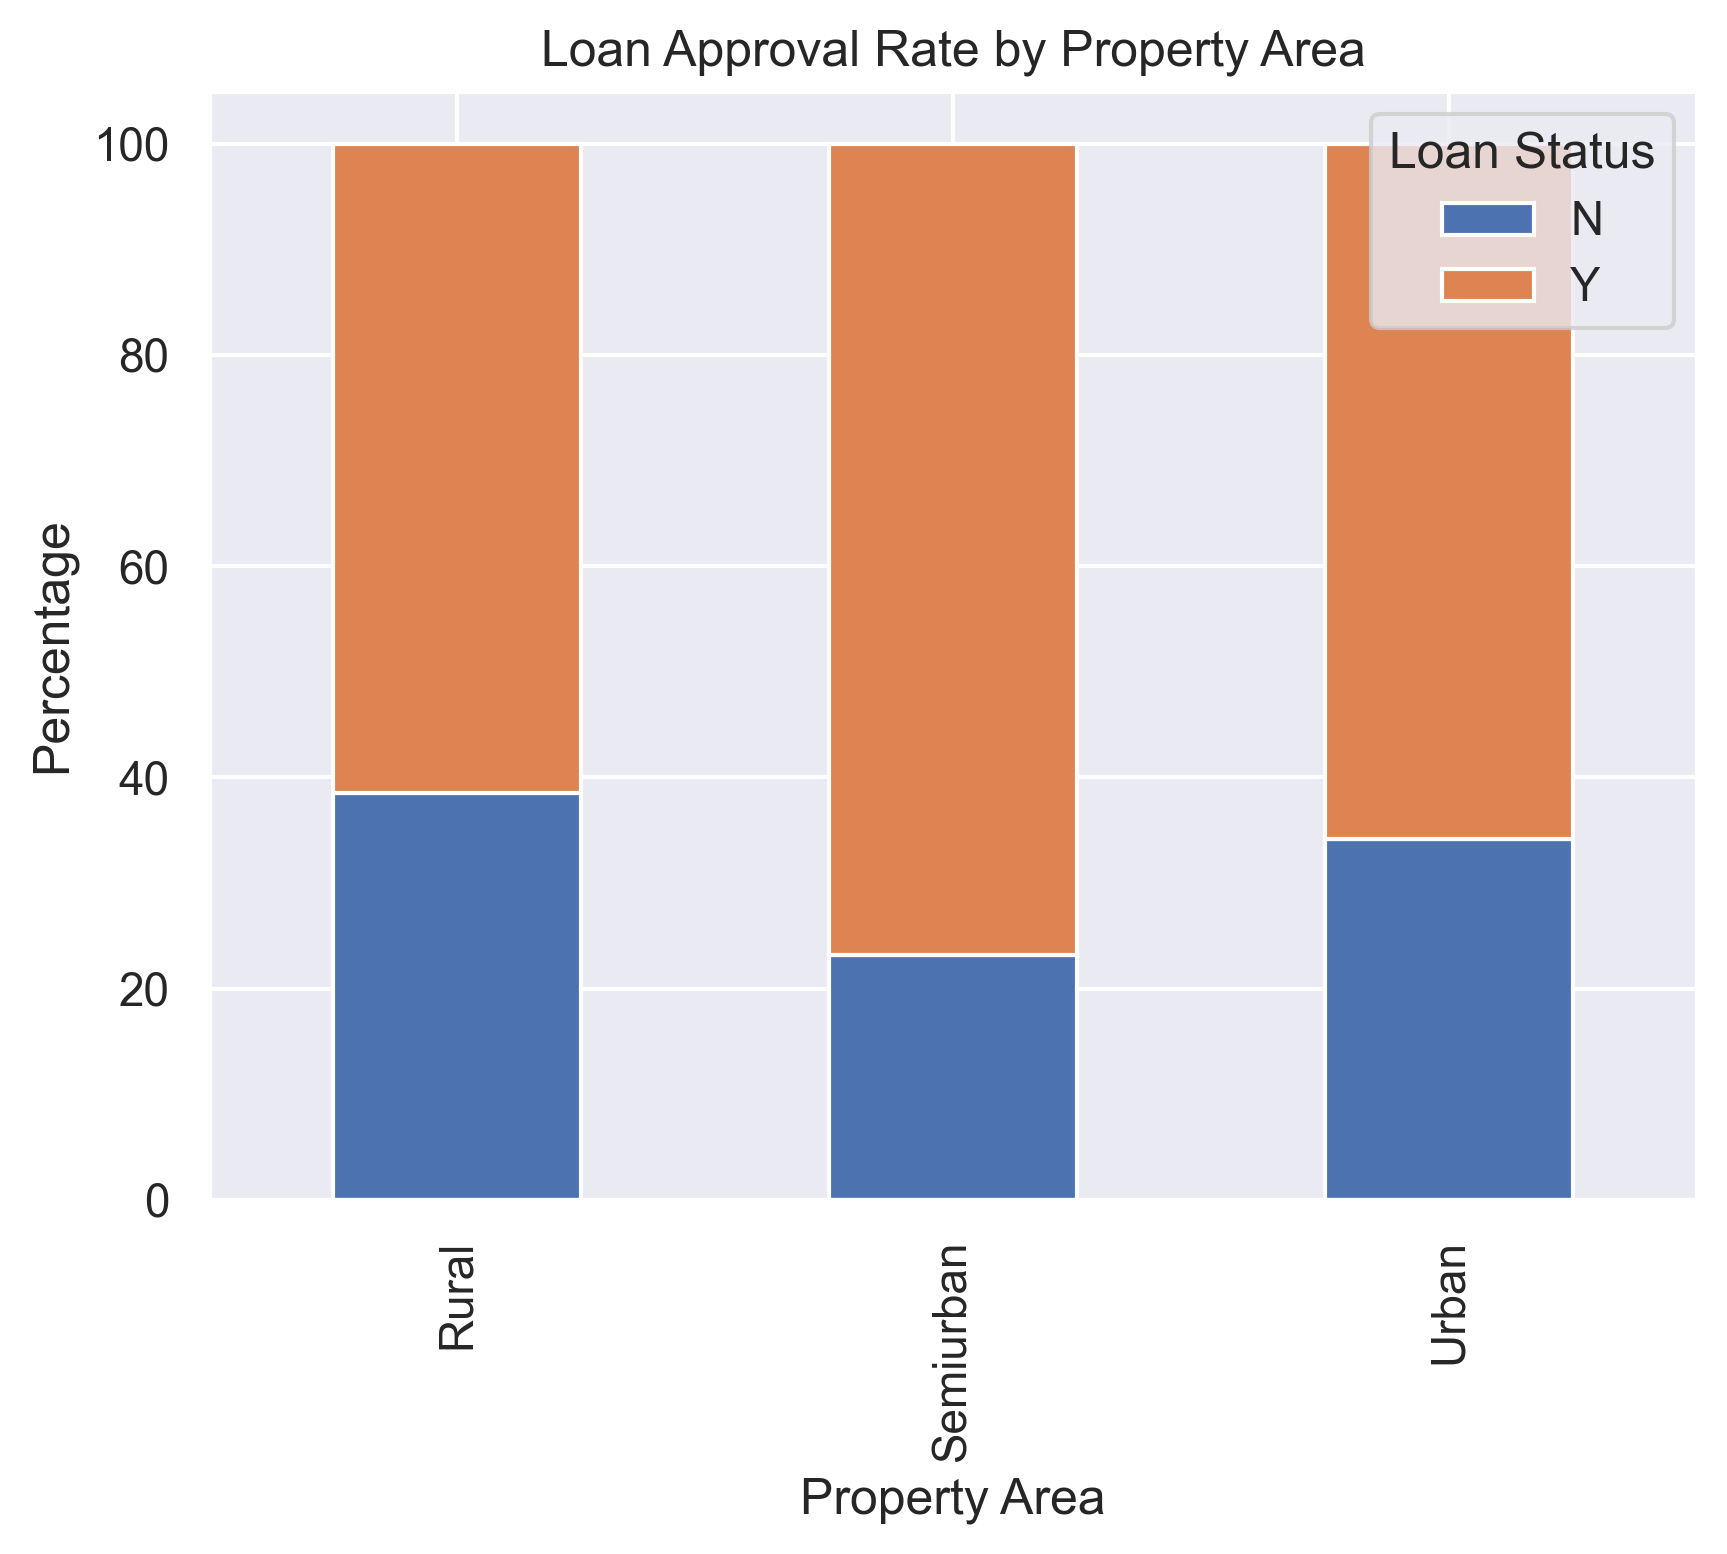 Loan Approval Rate by Property Area
Loan Status
N
Y
100
80
60
40
20
0
Percentage
Rural
Semiurban
Urban
Property Area